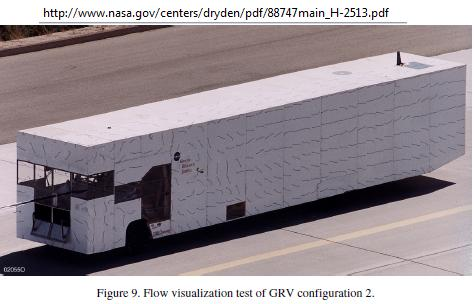 http://www.nasa.gov/centers/dryden/pdf/88747main_H-2513.pdf
02055D
Figure 9. Flow visualization test of GRV configuration 2.